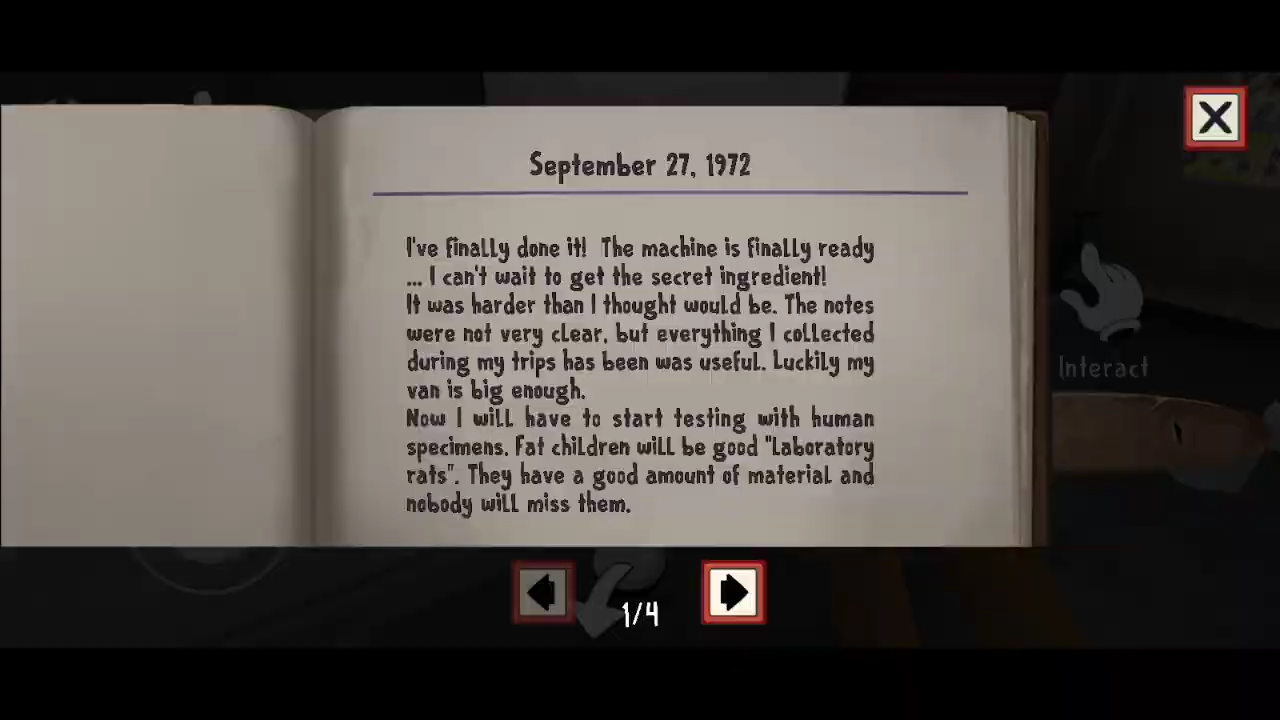 September 27, 1972
I've finally done it! The machine is finally ready
... I can't wait to get the secret ingredient!
It was harder than I thought would be. The notes
were not very clear, but everything I collected
during my trips has been was useful. Luckily my
van is big enough.
Now I will have to start testing with human
specimens. Fat children will be good "Laboratory
rats". They have a good amount of material and
nobody will miss them.
Interact
1/4